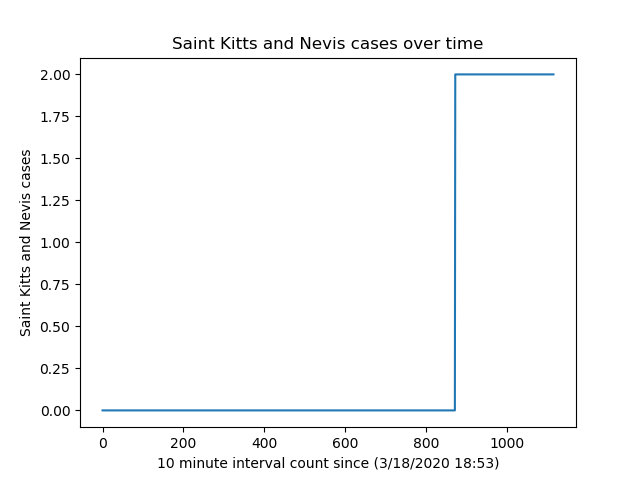 Saint Kitts and Nevis cases over time
Saint Kitts and Nevis cases
2.00
1.75
1.50
1.25
1.00
0.75
0.50
0.25
0.00
0 200 400 600 800 1000
10 minute interval count since (3/18/2020 18:53)